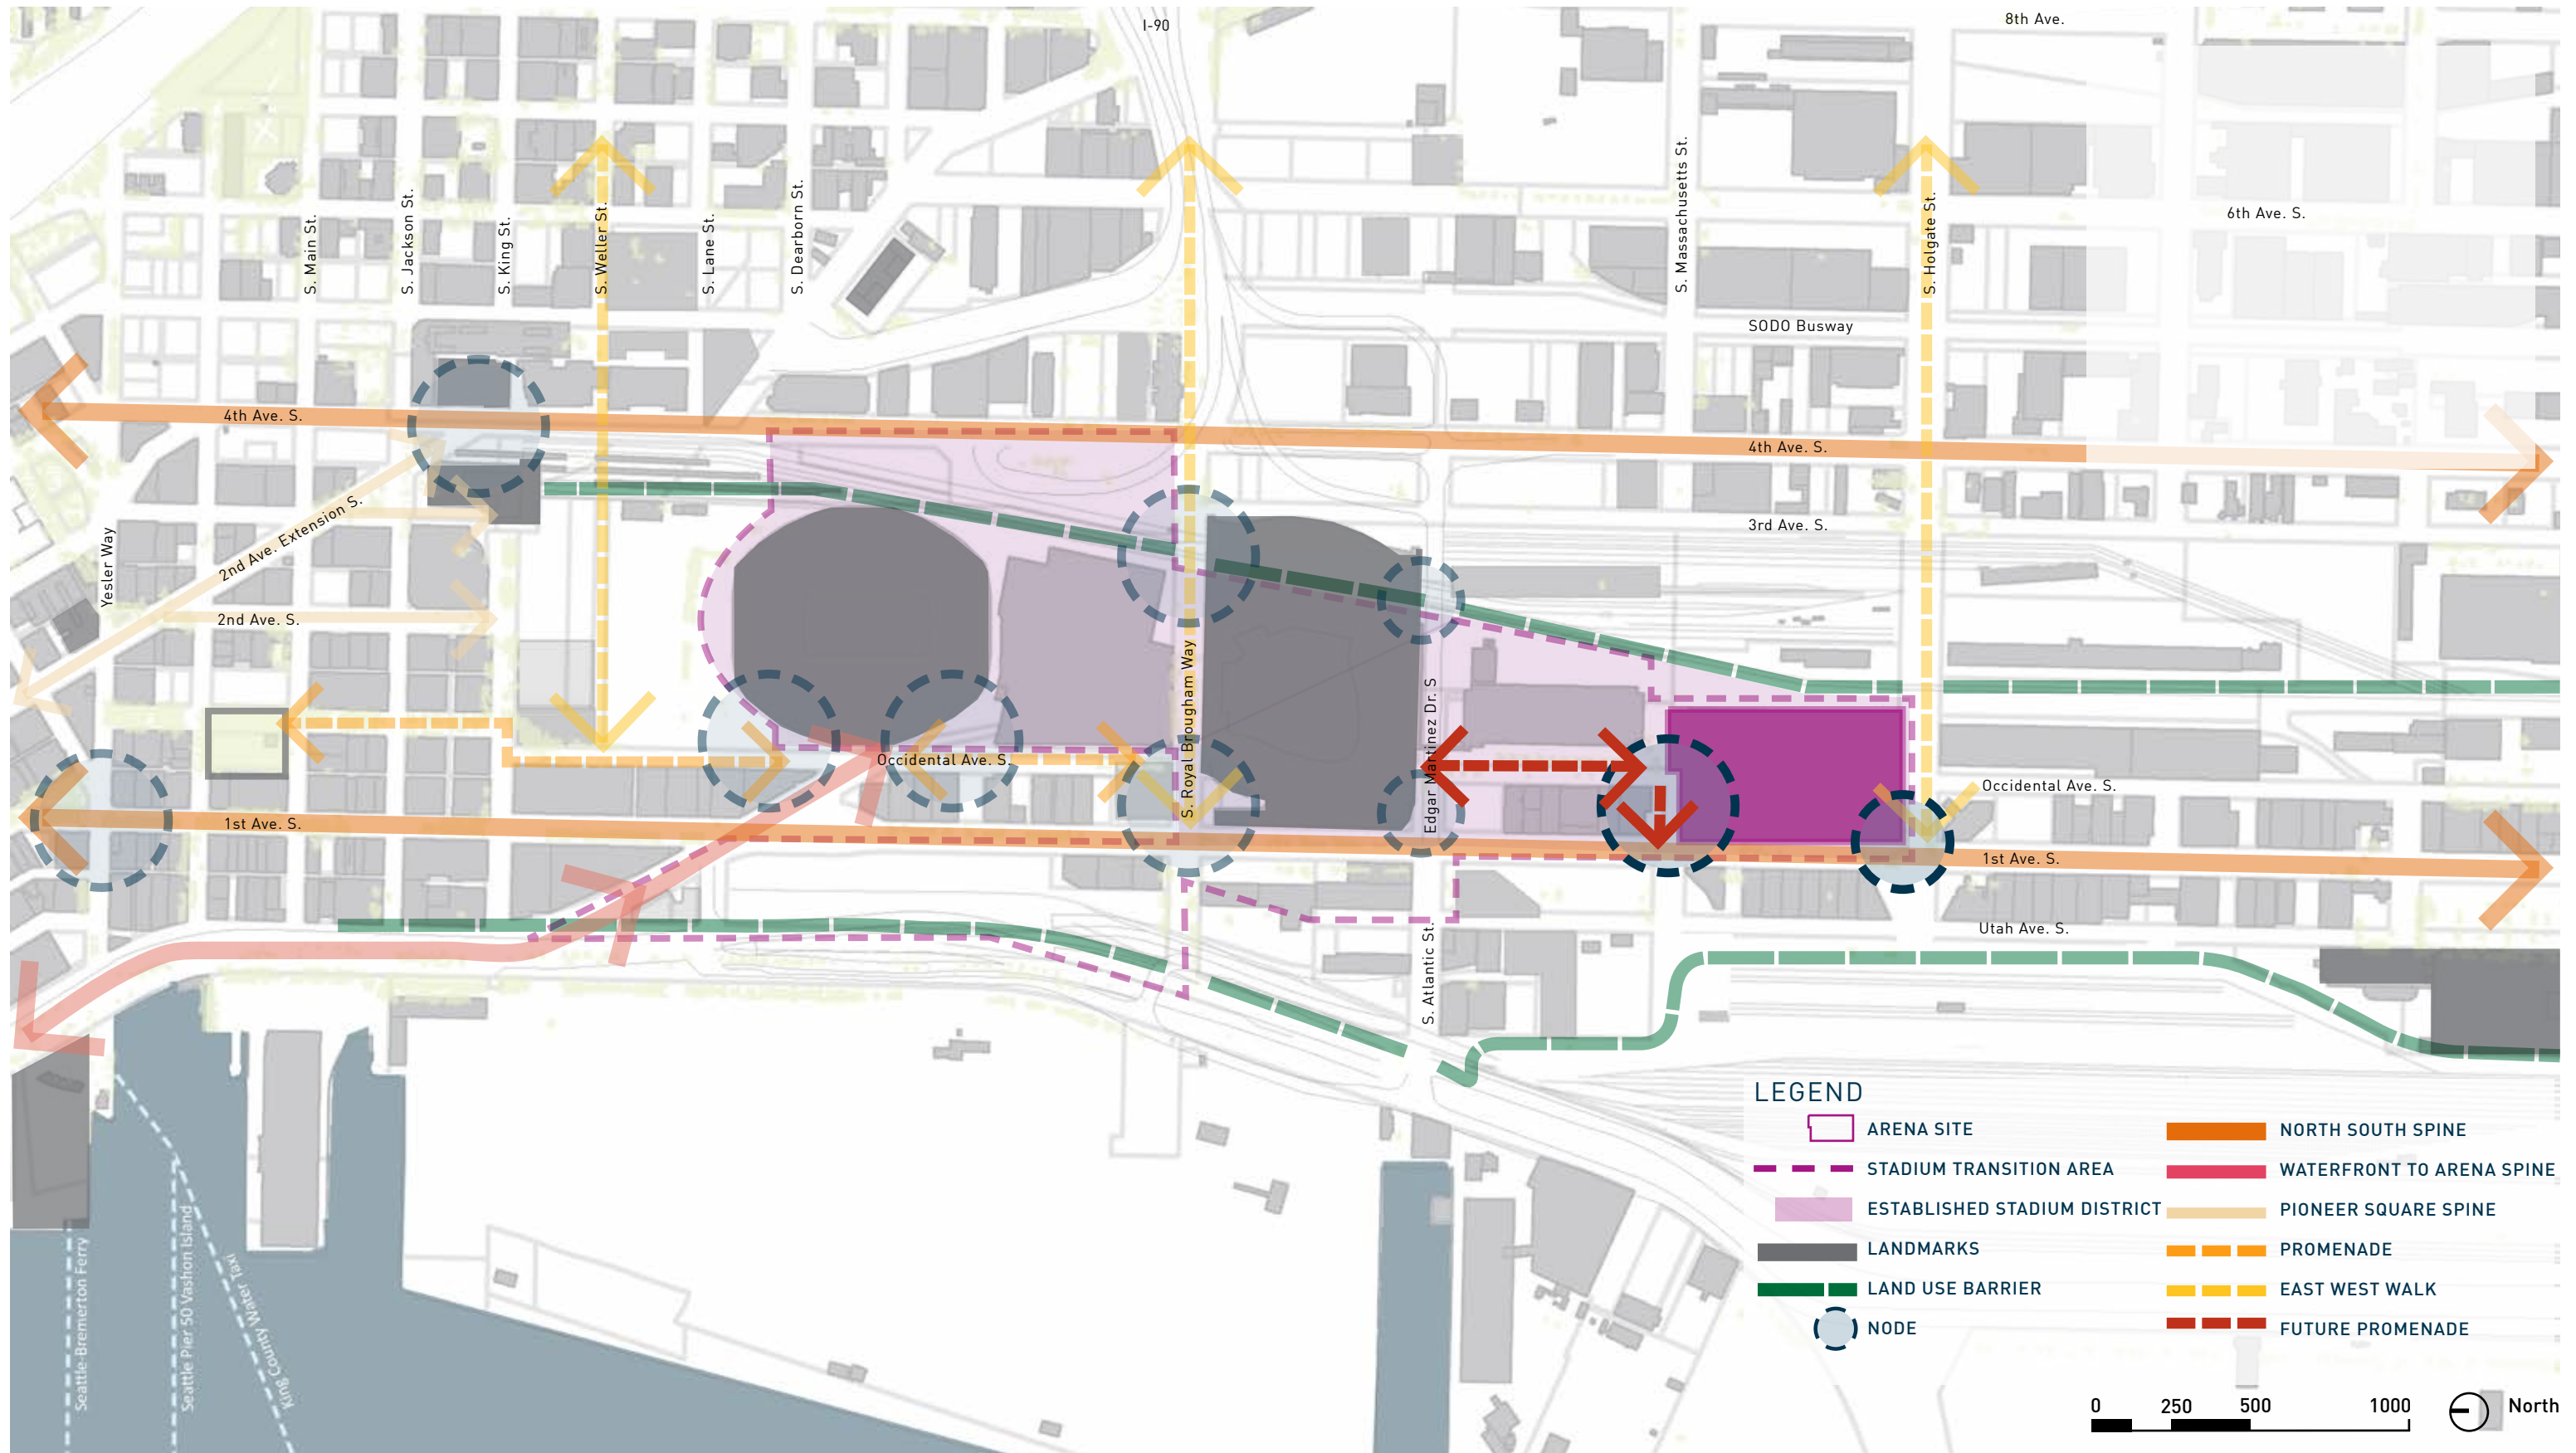 I-90
8th Ave.
S. Main St.
S. Jackson St.
S. King St.
S. Weller St.
S. Lane St.
S. Dearborn St.
S. Massachusetts St.
S. Holgate St.
6th Ave. S.
SODO Busway
4th Ave. S.
4th Ave. S.
3rd Ave. S.
Yesler Way
2nd Ave. Extension S.
2nd Ave. S.
S. Royal Brougham Way
Edgar Martinez Dr. S
Occidental Ave. S.
Occidental Ave. S.
1st Ave. S.
1st Ave. S.
S. Atlantic St.
Utah Ave. S.
Seattle-Bremerton Ferry
Seattle Pier 50 Vashon Island
King County Water Taxi
LEGEND
ARENA SITE
STADIUM TRANSITION AREA
ESTABLISHED STADIUM DISTRICT
LANDMARKS
LAND USE BARRIER
NODE
NORTH SOUTH SPINE
WATERFRONT TO ARENA SPINE
PIONEER SQUARE SPINE
PROMENADE
EAST WEST WALK
FUTURE PROMENADE
0 250 500 1000
North